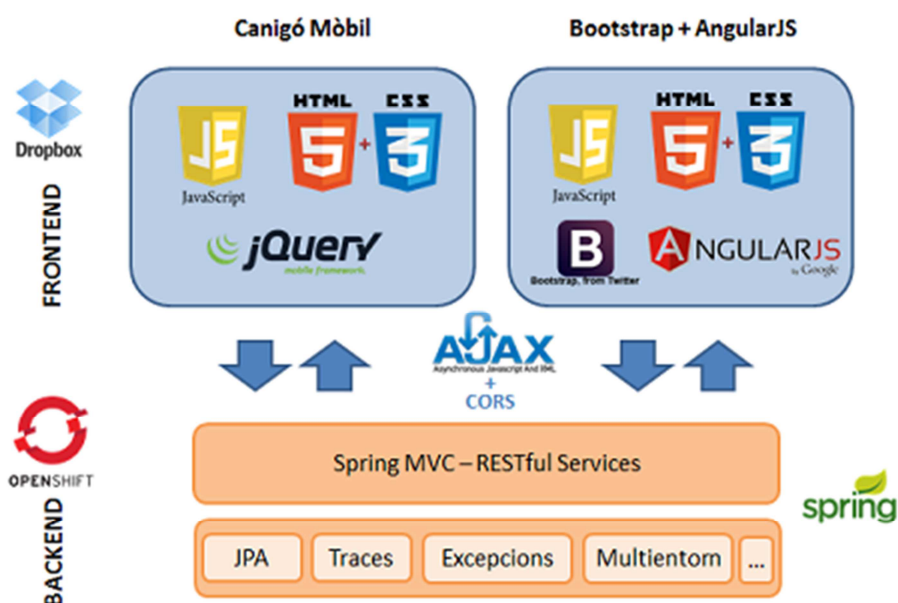 Canigó Mòbil
Bootstrap + AngularJS
Dropbox
FRONTEND
JS
JavaScript
HTML CSS
5 + 3
jQuery
mobile framework.
JS
JavaScript
HTML CSS
5 + 3
B
Bootstrap, from Twitter
A
ANGULARJS
by Google
AJAX
Asynchronous Javascript And XML
+
CORS
OPENSHIFT
BACKEND
Spring MVC – RESTful Services
spring
JPA
Traces
Excepcions
Multientorn
...